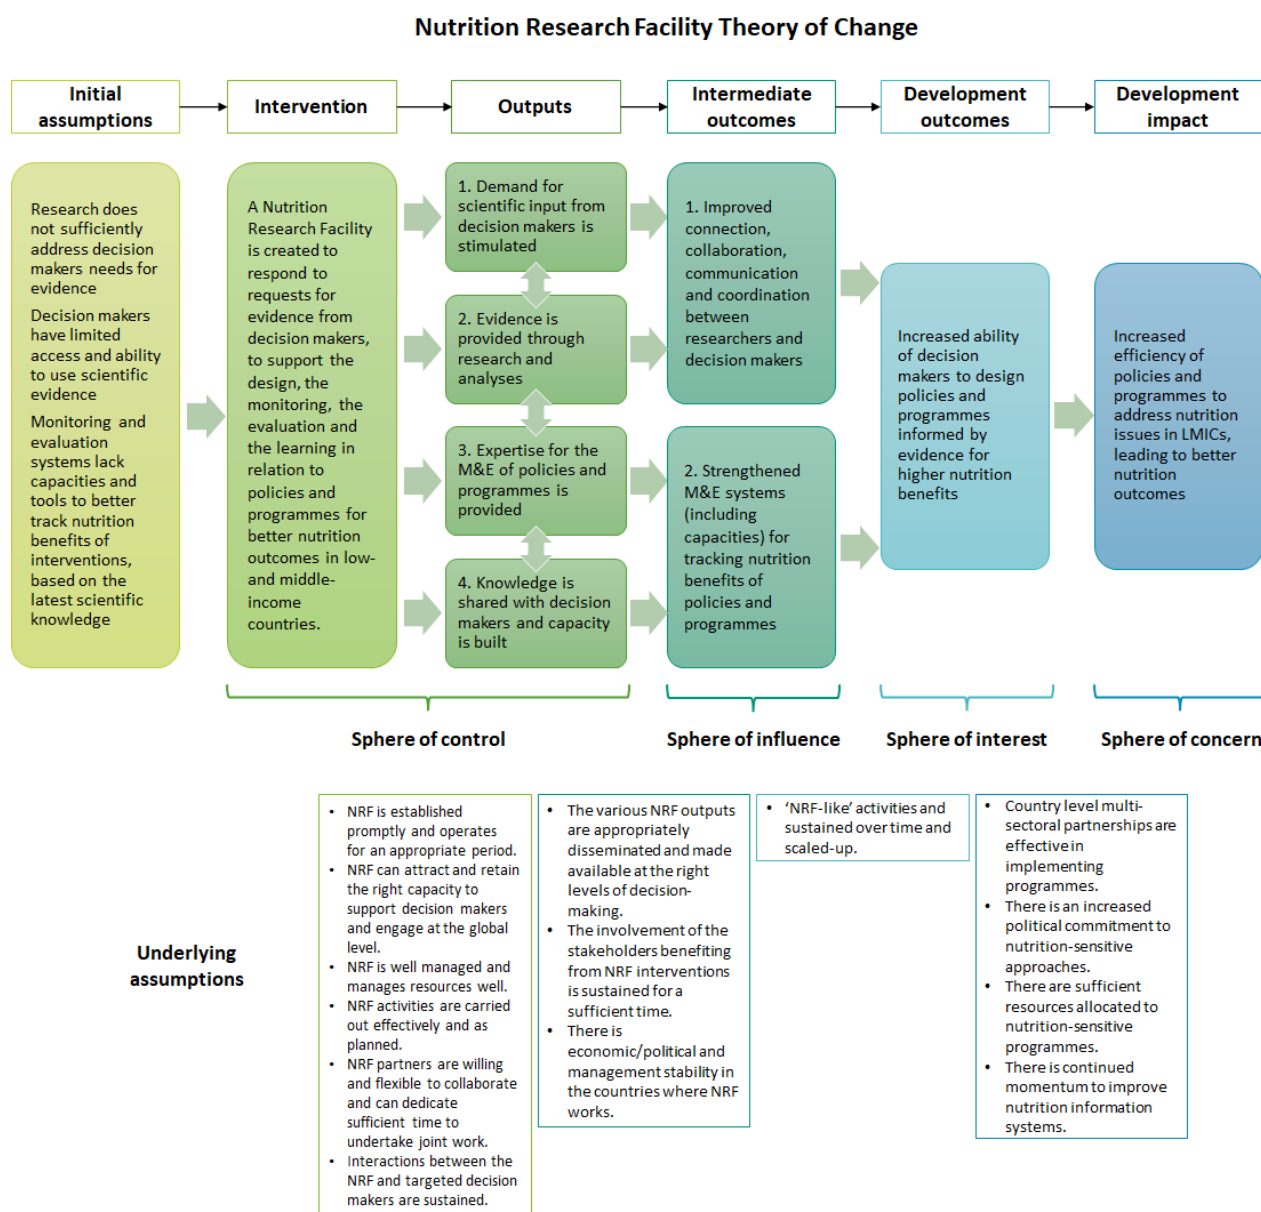 Nutrition Research Facility Theory of Change
Initial
assumptions
Intervention
Outputs
Intermediate
outcomes
Development
outcomes
Development
impact
Research does
not sufficiently
address decision
makers needs for
evidence
Decision makers
have limited
access and ability
to use scientific
evidence
Monitoring and
evaluation
systems lack
capacities and
tools to better
track nutrition
benefits of
interventions,
based on the
latest scientific
knowledge
A Nutrition
Research Facility
is created to
respond to
requests for
evidence from
decision makers,
to support the
design, the
monitoring, the
evaluation and
the learning in
relation to
policies and
programmes for
better nutrition
outcomes in low-
and middle-
income
countries.
1. Demand for
scientific input from
decision makers is
stimulated
2. Evidence is
provided through
research and
analyses
3. Expertise for the
M&E of policies and
programmes is
provided
4. Knowledge is
shared with decision
makers and capacity
is built
1. Improved
connection,
collaboration,
communication
and coordination
between
researchers and
decision makers
2. Strengthened
M&E systems
(including
capacities) for
tracking nutrition
benefits of
policies and
programmes
Increased ability
of decision
makers to design
policies and
programmes
informed by
evidence for
higher nutrition
benefits
Increased
efficiency of
policies and
programmes to
address nutrition
issues in LMICs,
leading to better
nutrition
outcomes
Sphere of control
Sphere of influence
Sphere of interest
Sphere of concern
Underlying
assumptions
• NRF is established
promptly and operates
for an appropriate period.
• NRF can attract and retain
the right capacity to
support decision makers
and engage at the global
level.
• NRF is well managed and
manages resources well.
• NRF activities are carried
out effectively and as
planned.
• NRF partners are willing
and flexible to collaborate
and can dedicate
sufficient time to
undertake joint work.
• Interactions between the
NRF and targeted decision
makers are sustained.
• The various NRF outputs
are appropriately
disseminated and made
available at the right
levels of decision-
making.
• The involvement of the
stakeholders benefiting
from NRF interventions
is sustained for a
sufficient time.
• There is
economic/political and
management stability in
the countries where NRF
works.
• ‘NRF-like’ activities and
sustained over time and
scaled-up.
• Country level multi-
sectoral partnerships are
effective in
implementing
programmes.
• There is an increased
political commitment to
nutrition-sensitive
approaches.
• There are sufficient
resources allocated to
nutrition-sensitive
programmes.
• There is continued
momentum to improve
nutrition information
systems.